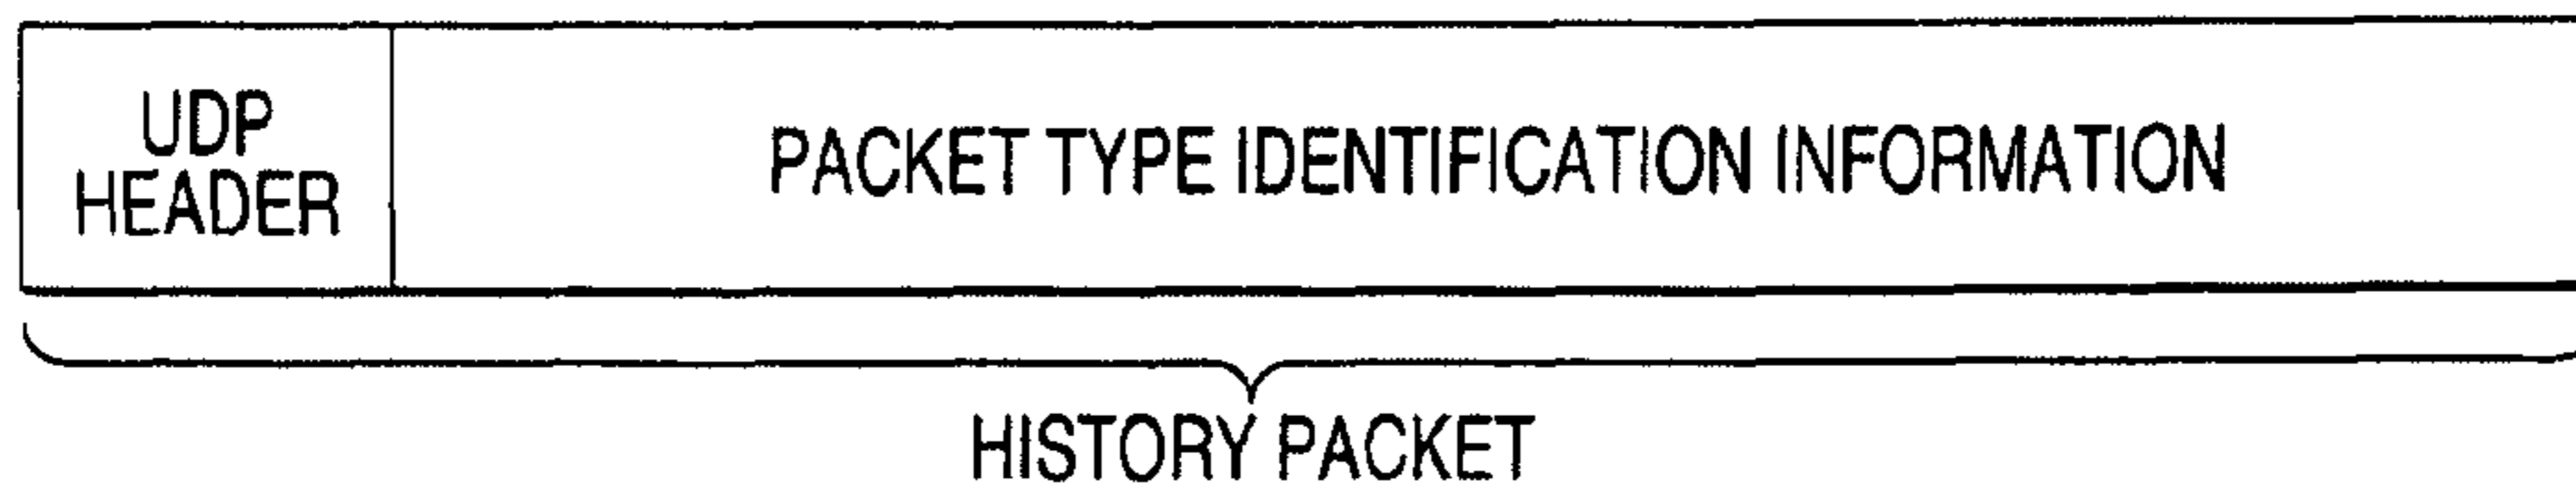 UDP
HEADER
PACKET TYPE IDENTIFICATION INFORMATION
HISTORY PACKET